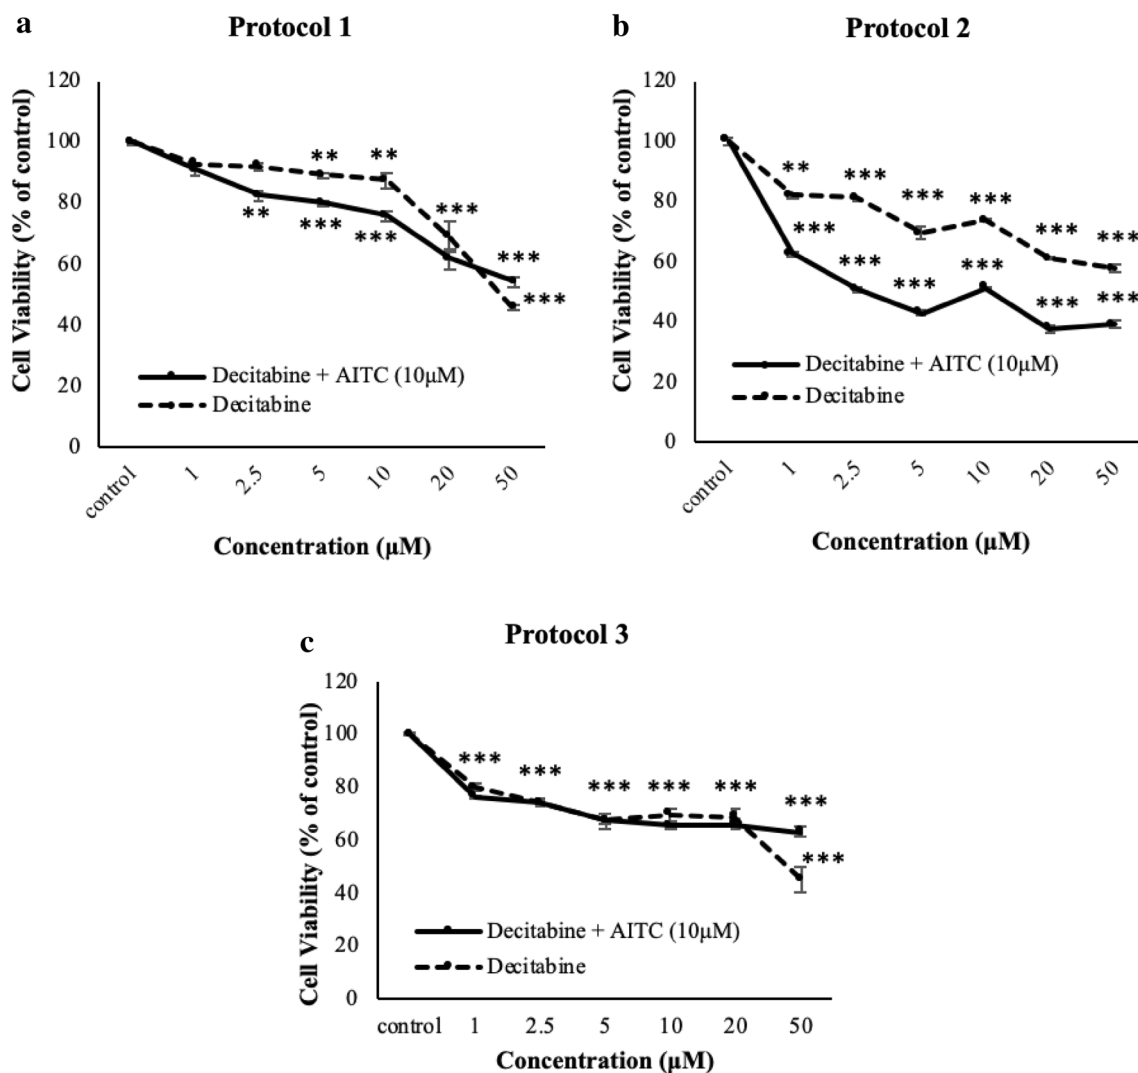 a
Protocol 1
Cell Viability (% of control)
120
100
80
60
40
20
0
** **
***
** *** ***
***
***
Decitabine + AITC (10μM)
Decitabine
control 1 2.5 5 10 20 50
Concentration (μM)
b
Protocol 2
Cell Viability (% of control)
120
100
80
60
40
20
0
** *** *** *** *** ***
*** *** *** *** *** ***
Decitabine + AITC (10μM)
Decitabine
control 1 2.5 5 10 20 50
Concentration (μM)
c
Protocol 3
Cell Viability (% of control)
120
100
80
60
40
20
0
*** *** *** *** *** ***
***
Decitabine + AITC (10μM)
Decitabine
control 1 2.5 5 10 20 50
Concentration (μM)